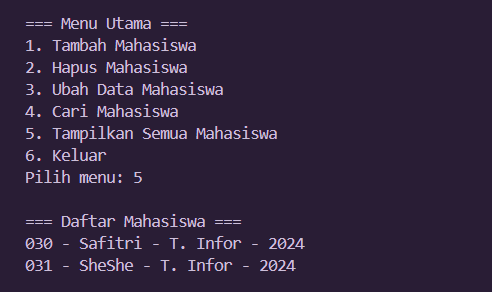 === Menu Utama ===
1. Tambah Mahasiswa
2. Hapus Mahasiswa
3. Ubah Data Mahasiswa
4. Cari Mahasiswa
5. Tampilkan Semua Mahasiswa
6. Keluar
Pilih menu: 5
=== Daftar Mahasiswa ===
030 - Safitri - T. Infor - 2024
031 - SheShe - T. Infor - 2024